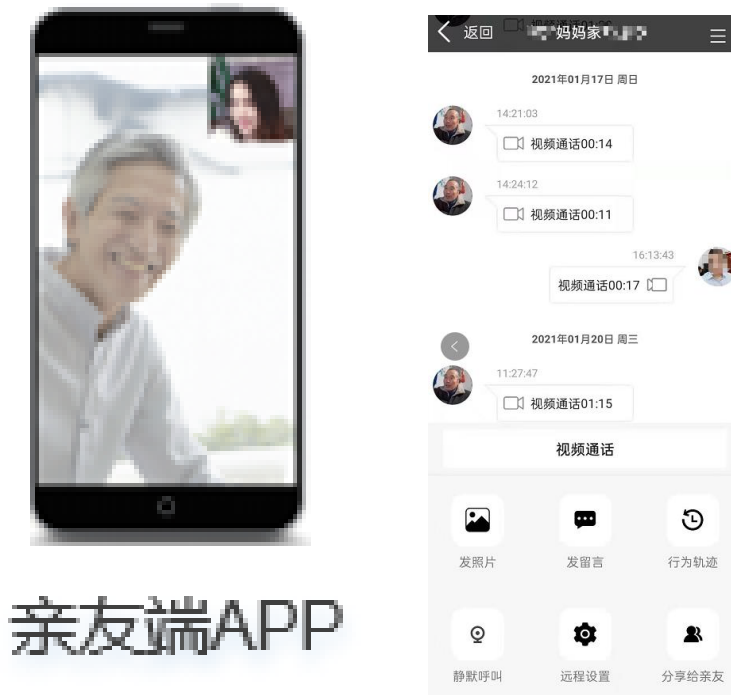 亲友端APP
返回
妈妈家
2021年01月17日 周日
14:21:03
视频通话00:14
14:24:12
视频通话00:11
16:13:43
视频通话00:17
2021年01月20日 周三
11:27:47
视频通话01:15
视频通话
发照片 发留言 行为轨迹
静默呼叫 远程设置 分享给亲友